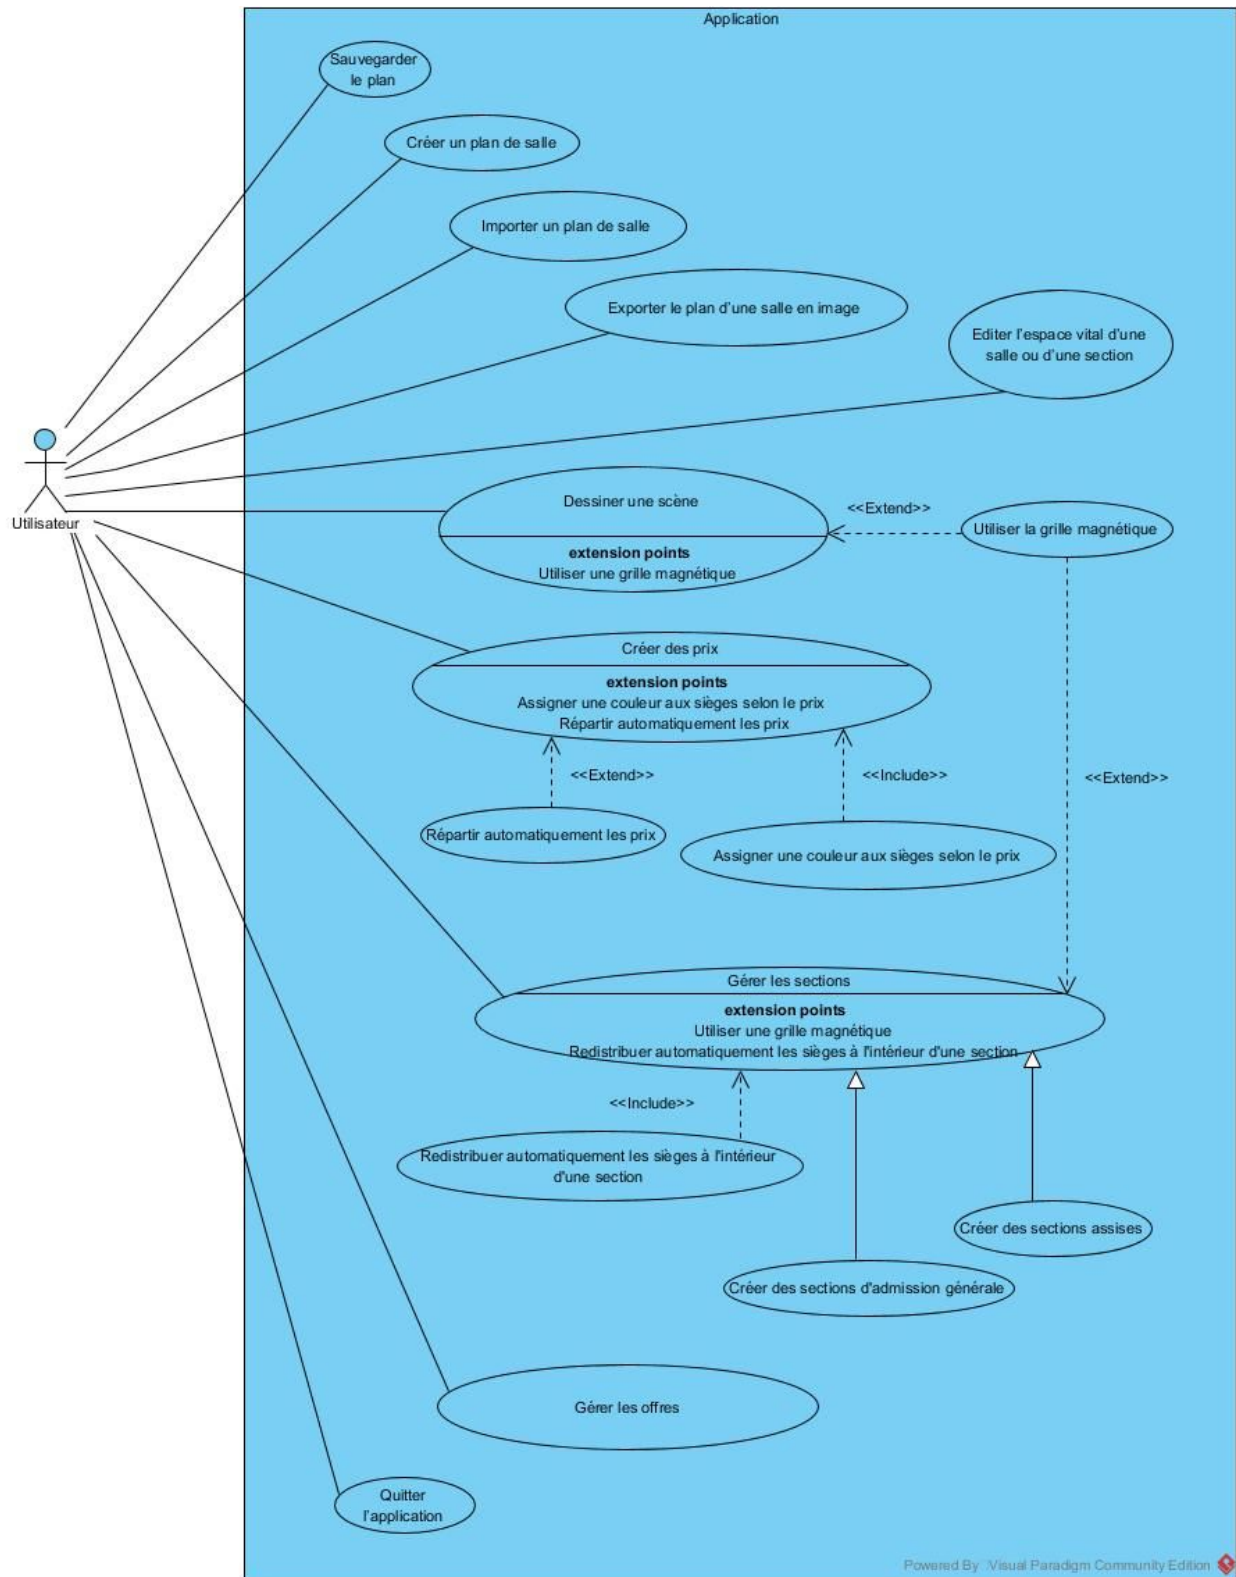 Application
Sauvegarder
le plan
Créer un plan de salle
Importer un plan de salle
Exporter le plan d'une salle en image
Editer l'espace vital d'une
salle ou d'une section
Utilisateur
Dessiner une scène
extension points
Utiliser une grille magnétique
<<Extend>>
Utiliser la grille magnétique
Créer des prix
extension points
Assigner une couleur aux sièges selon le prix
Répartir automatiquement les prix
<<Extend>>
<<Include>>
<<Extend>>
Répartir automatiquement les prix
Assigner une couleur aux sièges selon le prix
Gérer les sections
extension points
Utiliser une grille magnétique
Redistribuer automatiquement les sièges à l'intérieur d'une section
<<Include>>
Redistribuer automatiquement les sièges à l'intérieur
d'une section
Créer des sections assises
Créer des sections d'admission générale
Gérer les offres
Quitter
l'application
Powered By Visual Paradigm Community Edition